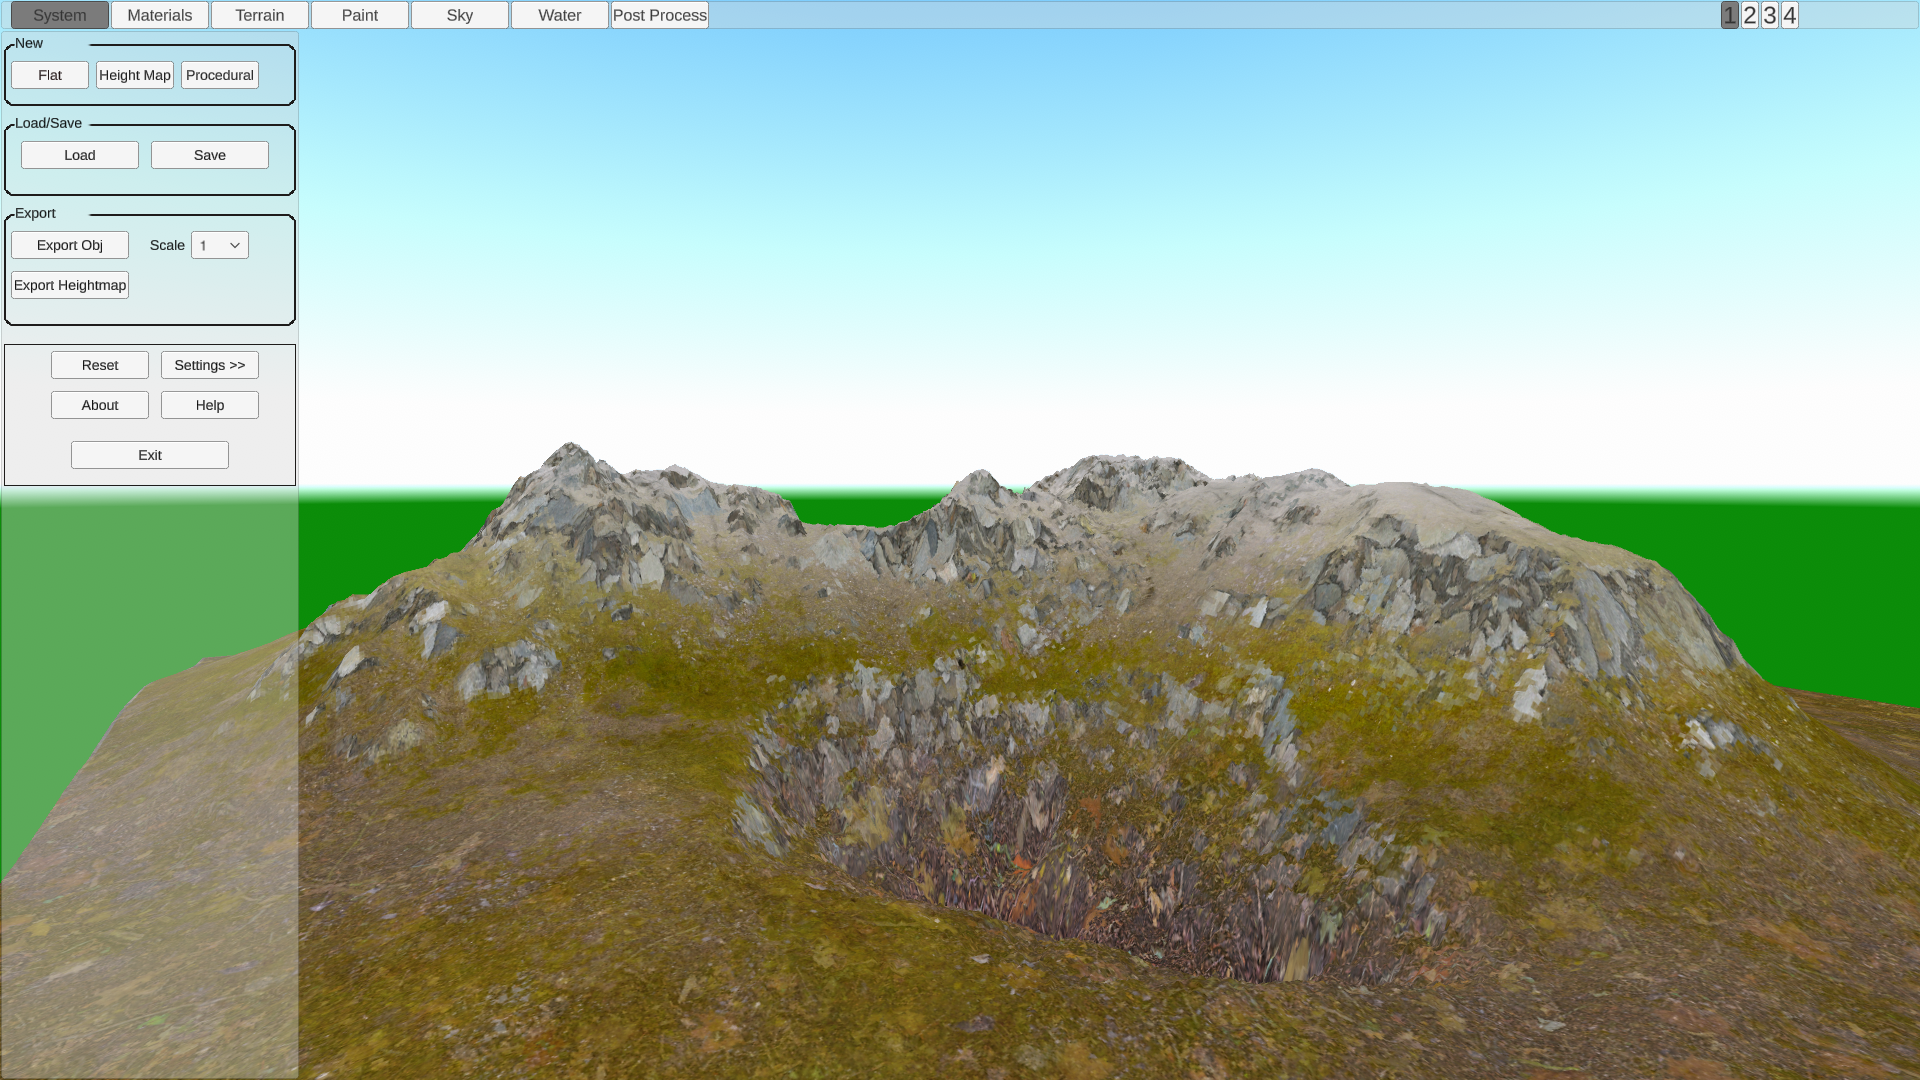 System Materials Terrain Paint Sky Water Post Process 1 2 3 4
New
Flat Height Map Procedural
Load/Save
Load Save
Export
Export Obj Scale 1
Export Heightmap
Reset Settings >>
About Help
Exit